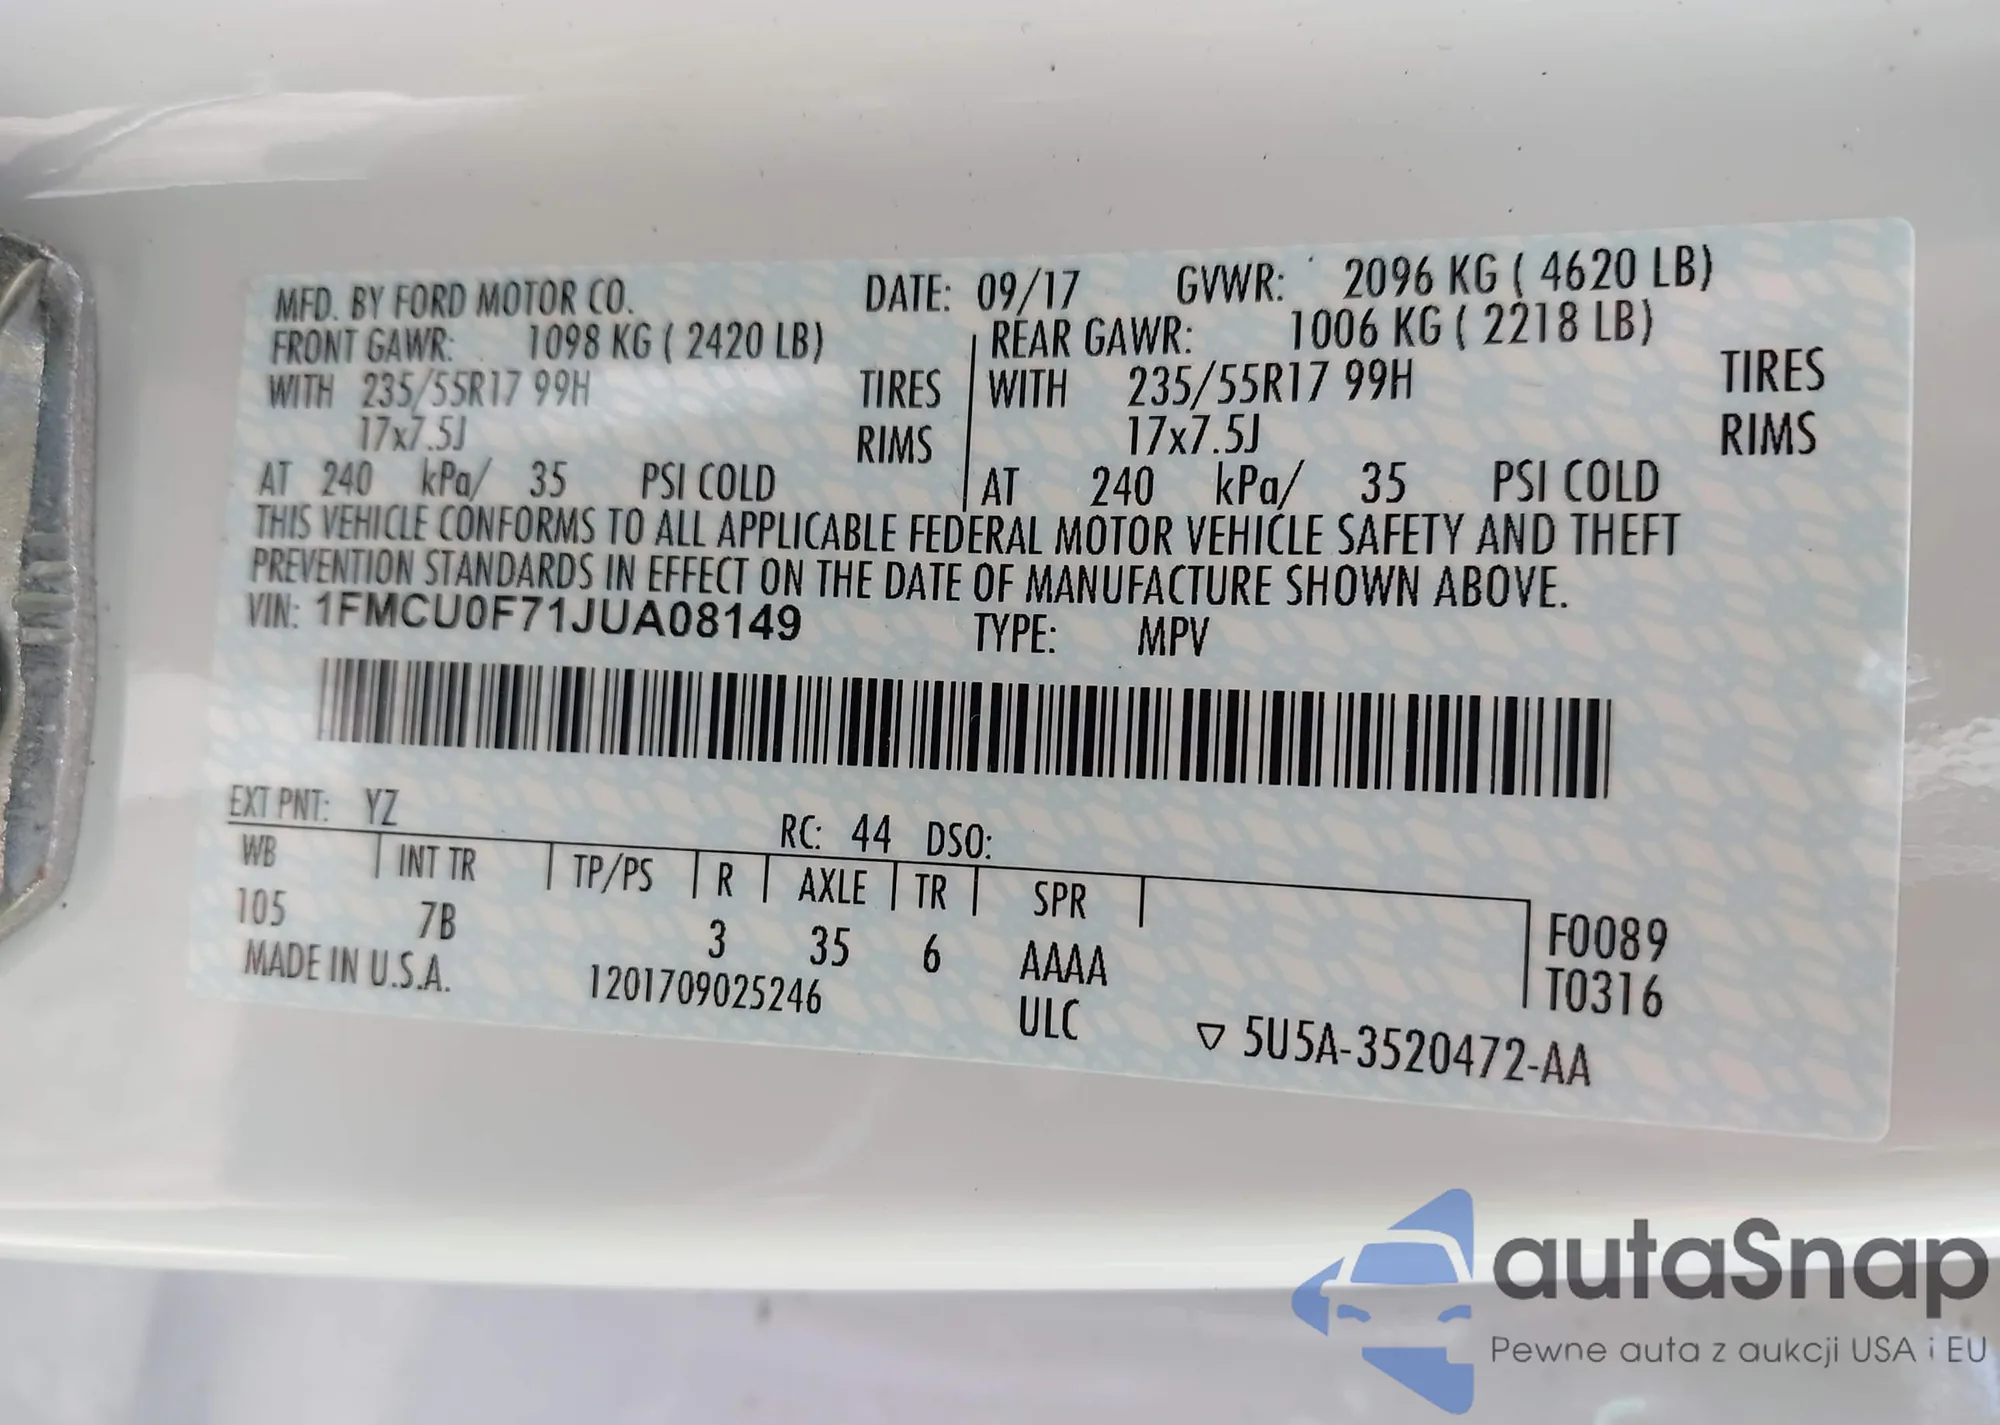 MFD. BY FORD MOTOR CO. DATE: 09/17 GVWR: 2096 KG ( 4620 LB)
FRONT GAWR: 1098 KG ( 2420 LB) REAR GAWR: 1006 KG ( 2218 LB)
WITH 235/55R17 99H TIRES WITH 235/55R17 99H TIRES
17x7.5J RIMS 17x7.5J RIMS
AT 240 kPa/ 35 PSI COLD AT 240 kPa/ 35 PSI COLD
THIS VEHICLE CONFORMS TO ALL APPLICABLE FEDERAL MOTOR VEHICLE SAFETY AND THEFT
PREVENTION STANDARDS IN EFFECT ON THE DATE OF MANUFACTURE SHOWN ABOVE.
VIN: 1FMCU0F71JUA08149 TYPE: MPV
EXT PNT: YZ RC: 44 DSO:
WB INT TR TP/PS R AXLE TR SPR
105 7B 3 35 6 AAAA F0089
MADE IN U.S.A. 1201709025246 ULC T0316
▽ 5U5A-3520472-AA
autaSnap
Pewne auta z aukcji USA i EU